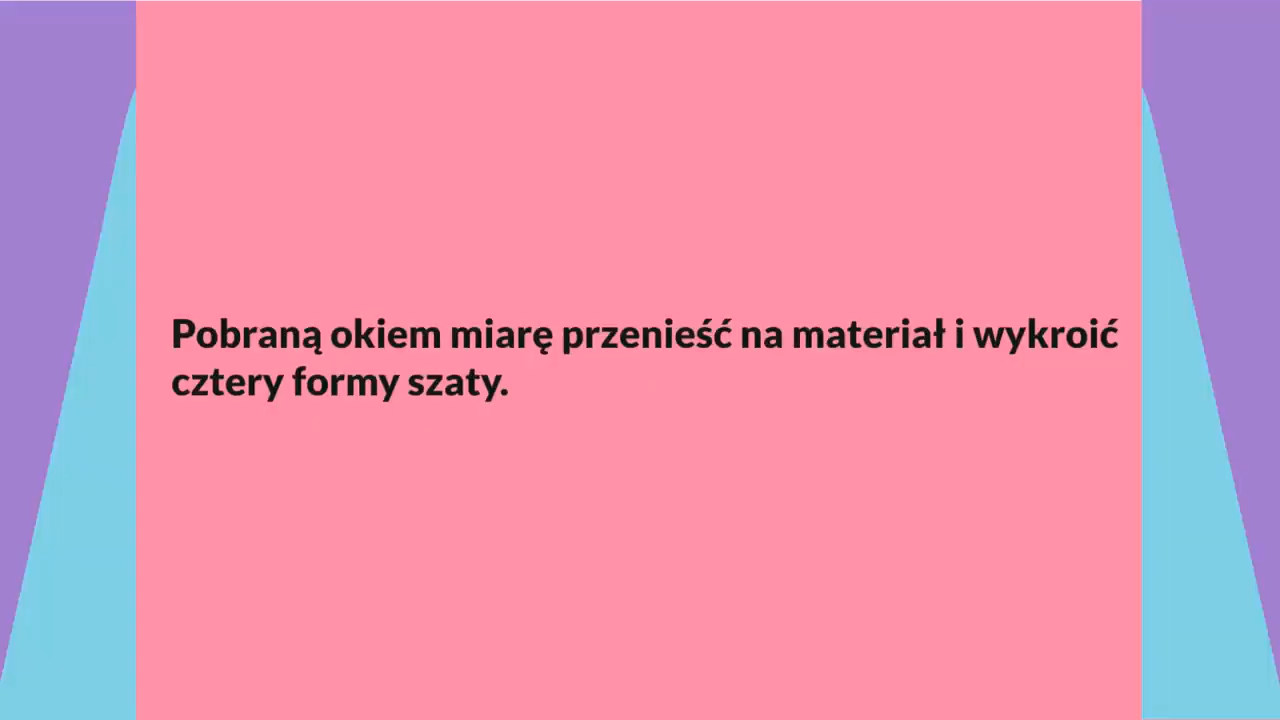 Pobraną okiem miarę przenieść na materiał i wykroić
cztery formy szaty.